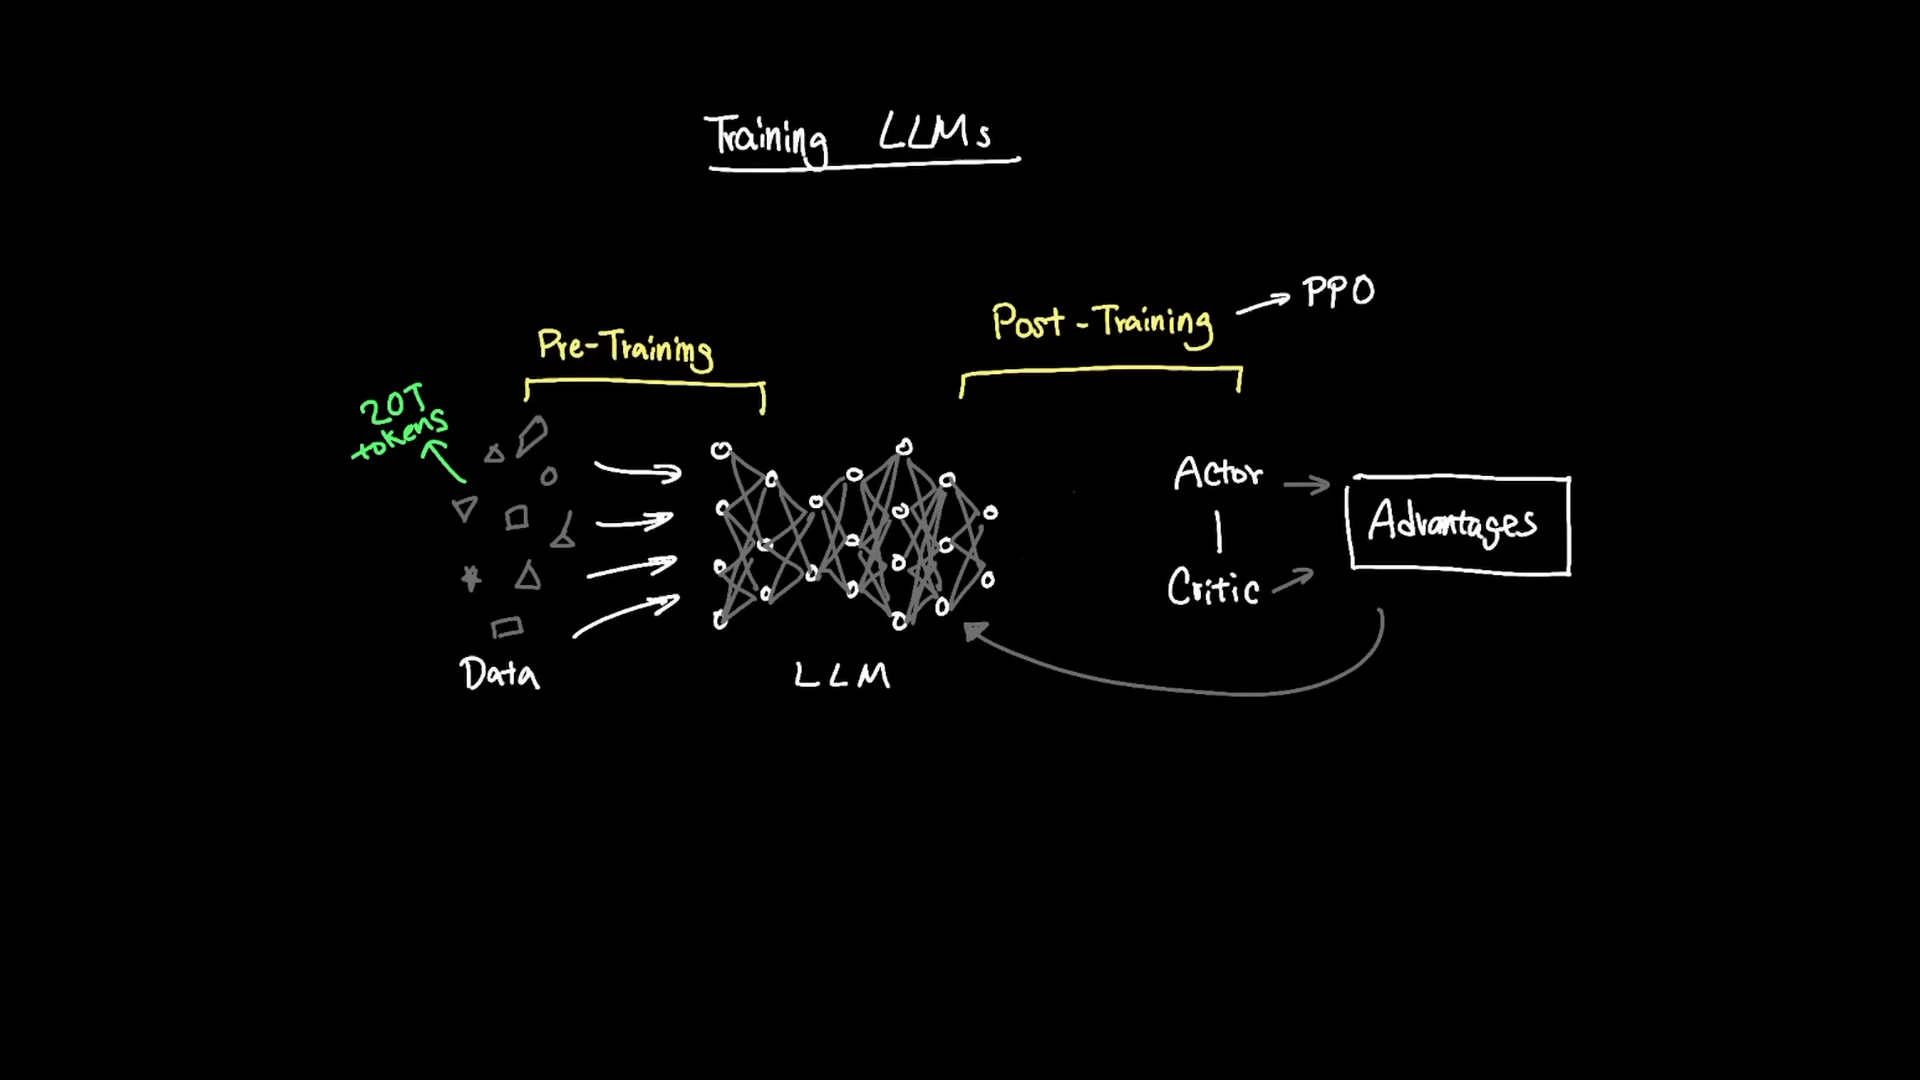 Training LLMs
Pre-Training
Post-Training
PPO
20T
tokens
Data
LLM
Actor
Critic
Advantages